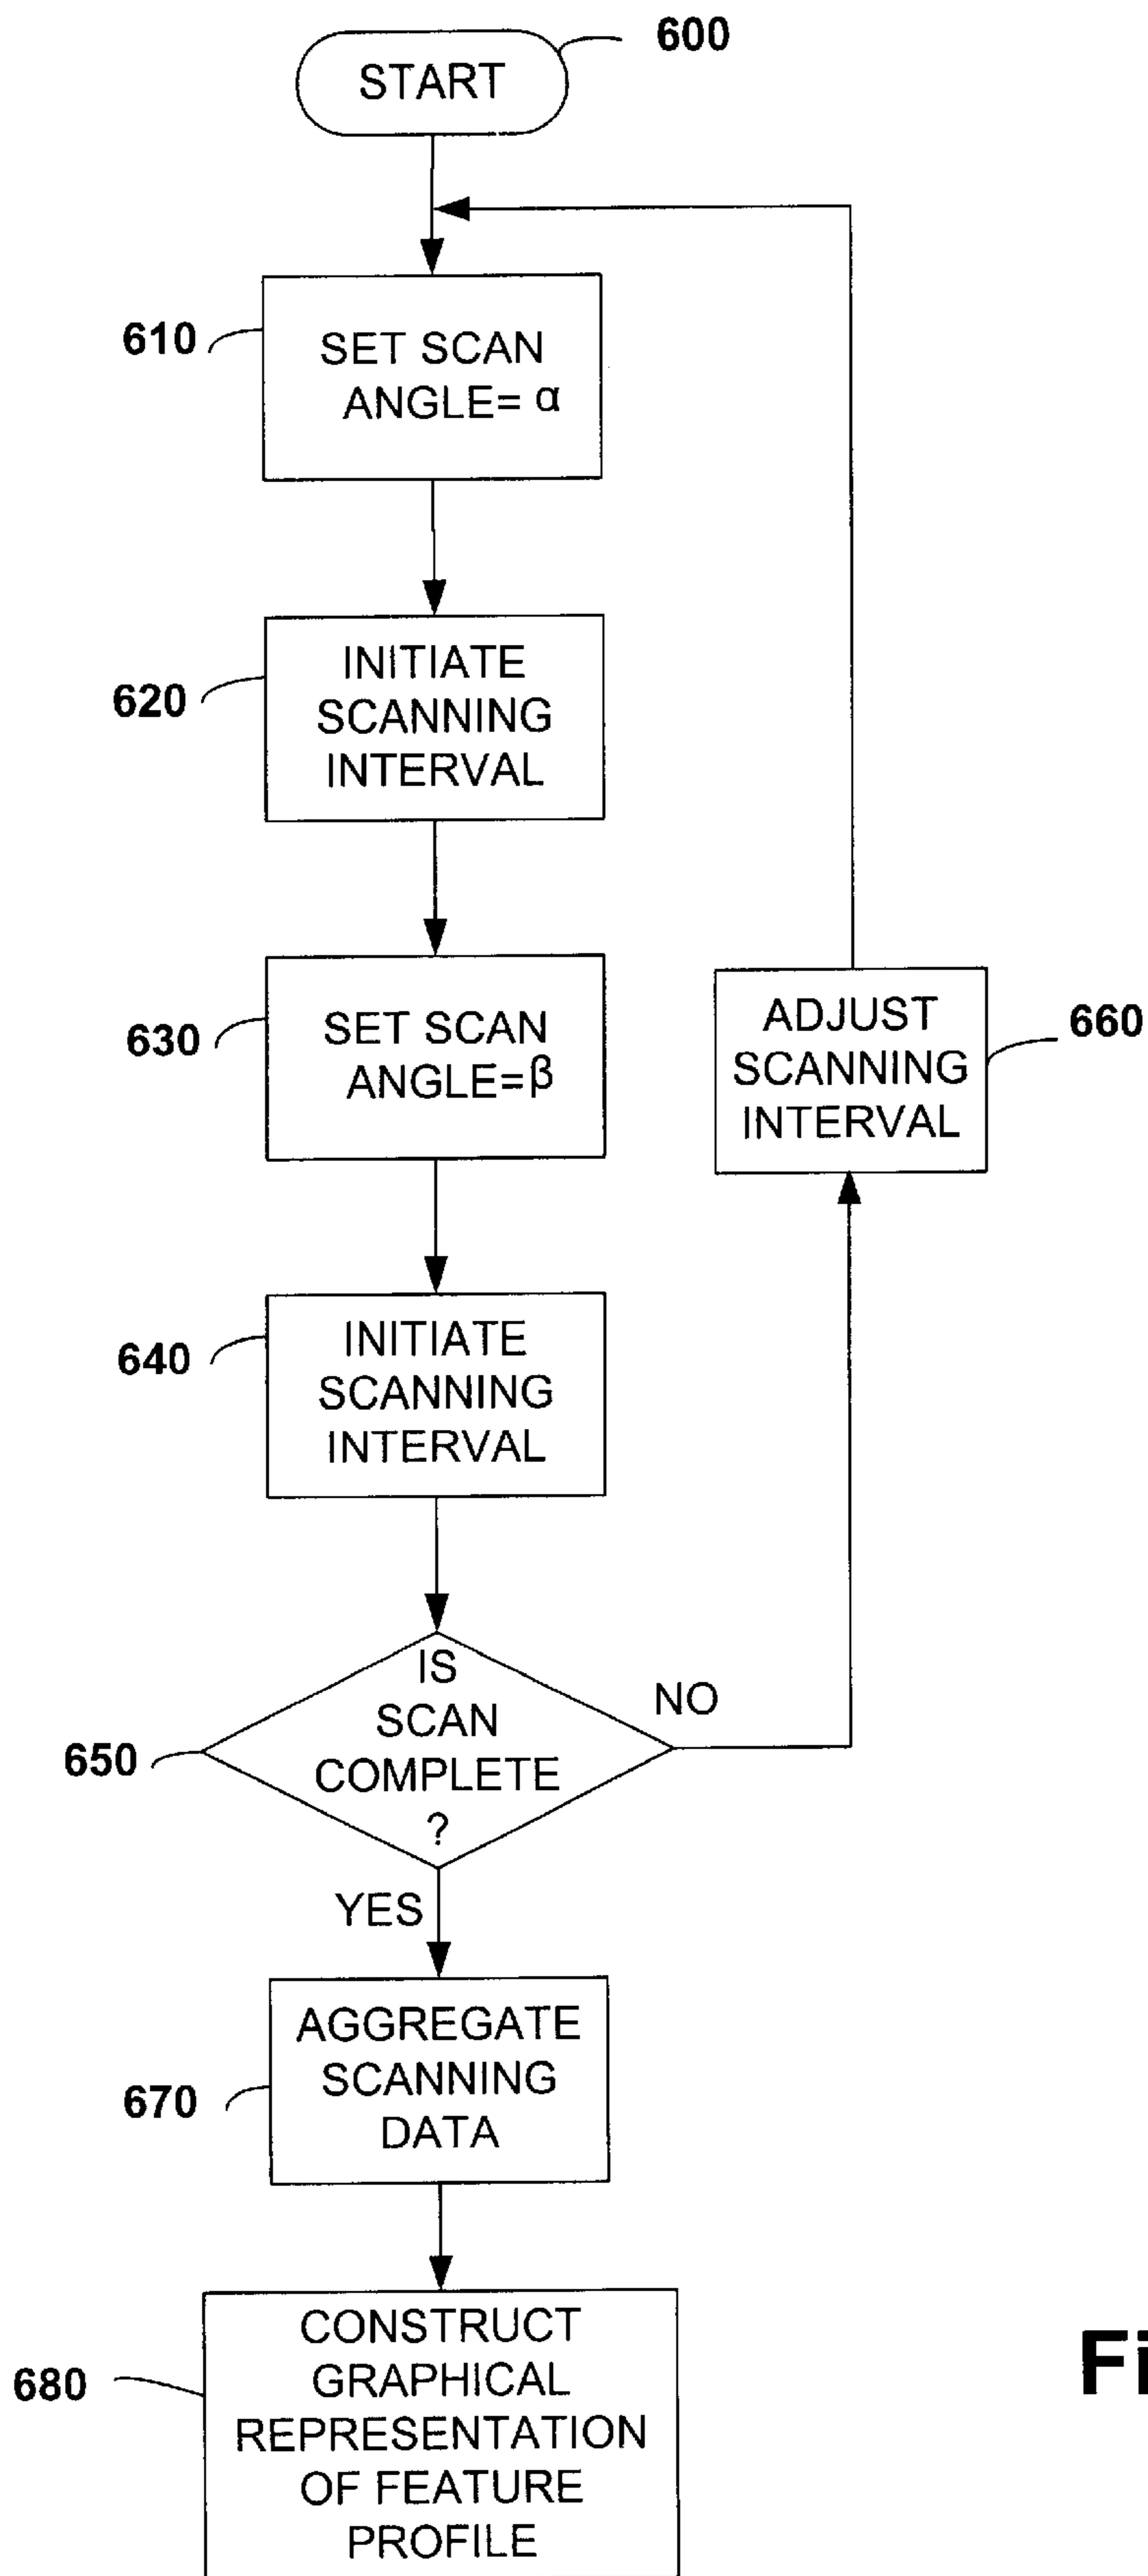 START
600
610
SET SCAN
ANGLE= α
620
INITIATE
SCANNING
INTERVAL
630
SET SCAN
ANGLE=β
ADJUST
SCANNING
INTERVAL
660
640
INITIATE
SCANNING
INTERVAL
650
IS
SCAN
COMPLETE
?
NO
YES
670
AGGREGATE
SCANNING
DATA
680
CONSTRUCT
GRAPHICAL
REPRESENTATION
OF FEATURE
PROFILE
Fi